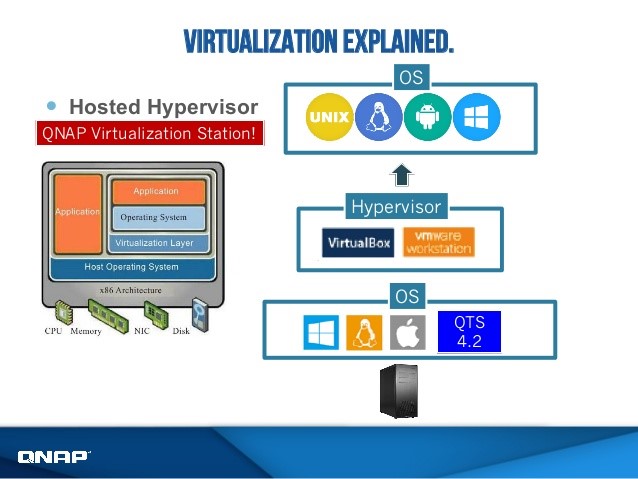 VIRTUALIZATION EXPLAINED.
• Hosted Hypervisor
QNAP Virtualization Station!
Application
Application
Operating System
Virtualization Layer
Host Operating System
x86 Architecture
CPU Memory NIC Disk
OS
UNIX
Hypervisor
VirtualBox
vmware
workstation
OS
QTS
4.2
QNAP